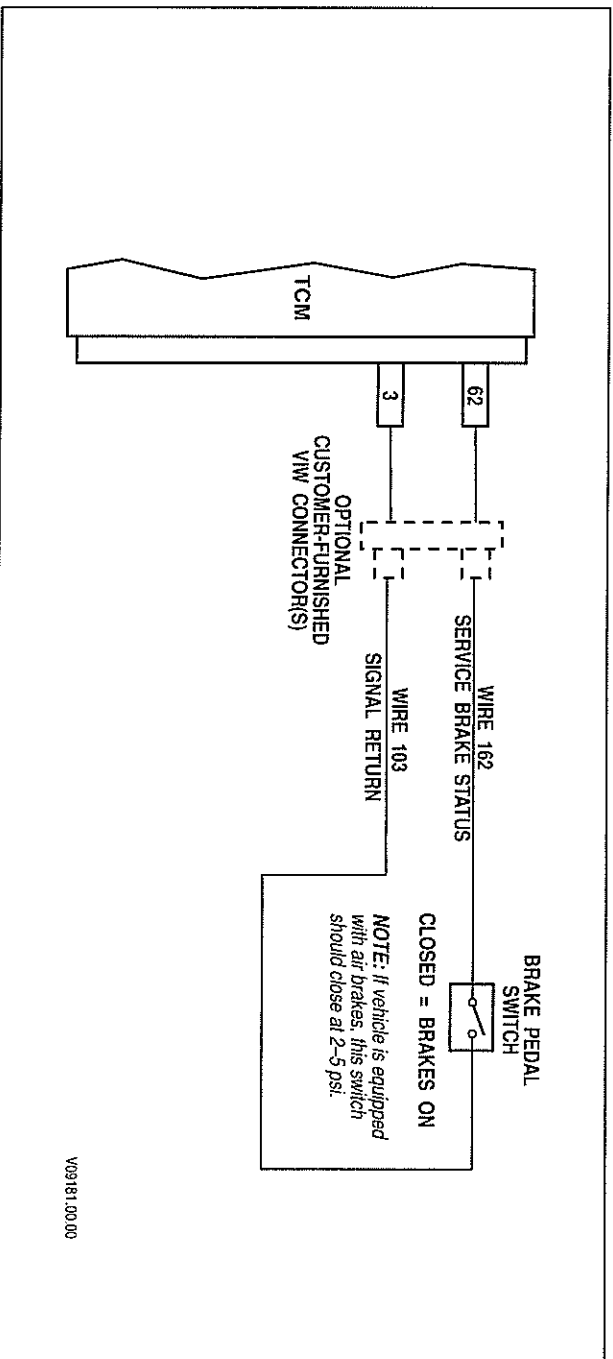 BRAKE PEDAL
SWITCH
WIRE 162
SERVICE BRAKE STATUS
CLOSED = BRAKES ON
62
TCM
3
WIRE 103
SIGNAL RETURN
NOTE: If vehicle is equipped
with air brakes, this switch
should close at 2–5 psi.
OPTIONAL
CUSTOMER-FURNISHED
VIW CONNECTOR(S)
V09181.00.00